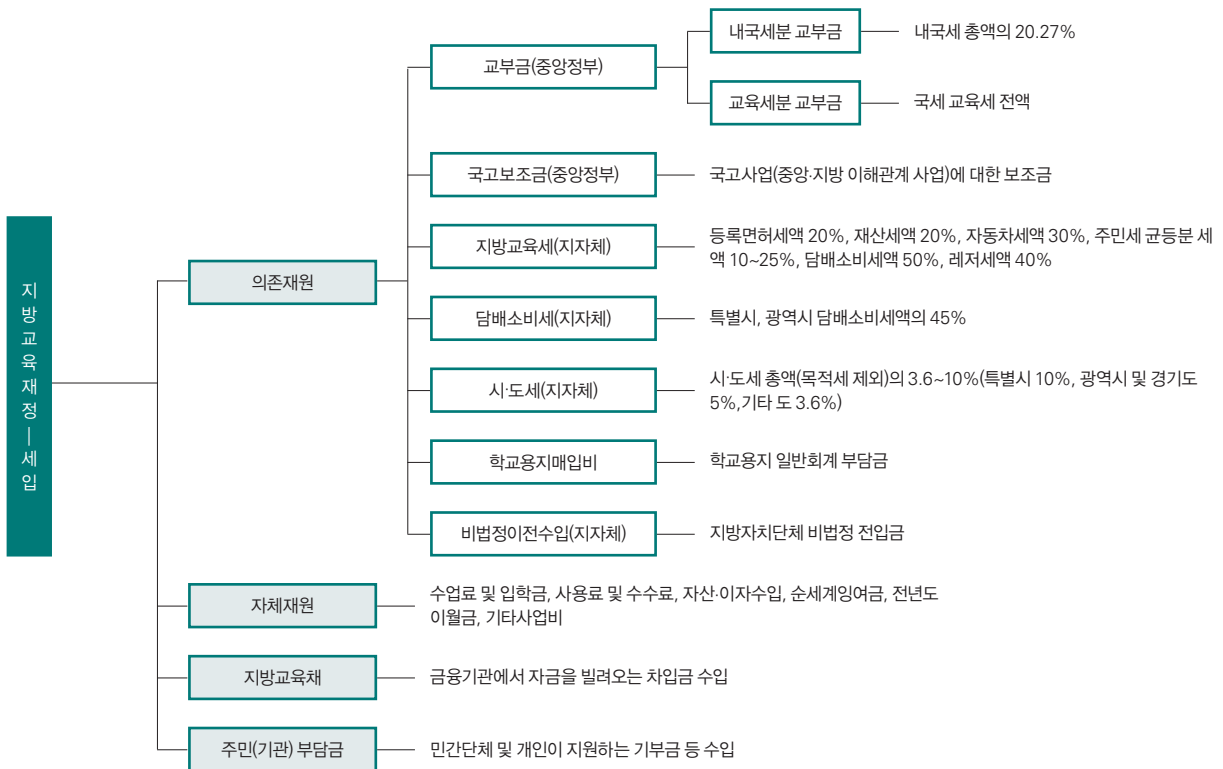 지방교육재정|세입
의존재원
교부금(중앙정부)
내국세분 교부금
내국세 총액의 20.27%
교육세분 교부금
국세 교육세 전액
국고보조금(중앙정부)
국고사업(중앙·지방 이해관계 사업)에 대한 보조금
지방교육세(지자체)
등록면허세액 20%, 재산세액 20%, 자동차세액 30%, 주민세 균등분 세
액 10~25%, 담배소비세액 50%, 레저세액 40%
담배소비세(지자체)
특별시, 광역시 담배소비세액의 45%
시·도세(지자체)
시·도세 총액(목적세 제외)의 3.6~10%(특별시 10%, 광역시 및 경기도
5%,기타 도 3.6%)
학교용지매입비
학교용지 일반회계 부담금
비법정이전수입(지자체)
지방자치단체 비법정 전입금
자체재원
수업료 및 입학금, 사용료 및 수수료, 자산·이자수입, 순세계잉여금, 전년도
이월금, 기타사업비
지방교육채
금융기관에서 자금을 빌려오는 차입금 수입
주민(기관) 부담금
민간단체 및 개인이 지원하는 기부금 등 수입